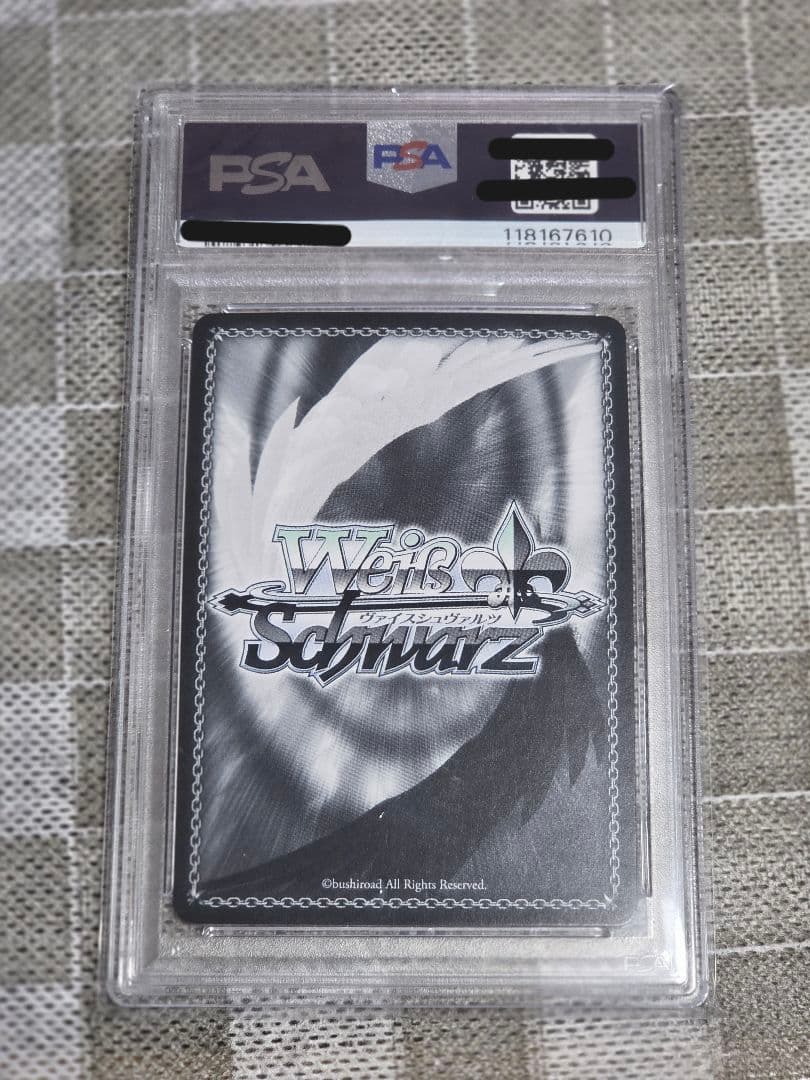 PSA
PSA
118167610
Weiß
ヴァイスシュヴァルツ
Schwarz
©bushiroad All Rights Reserved.
PSA